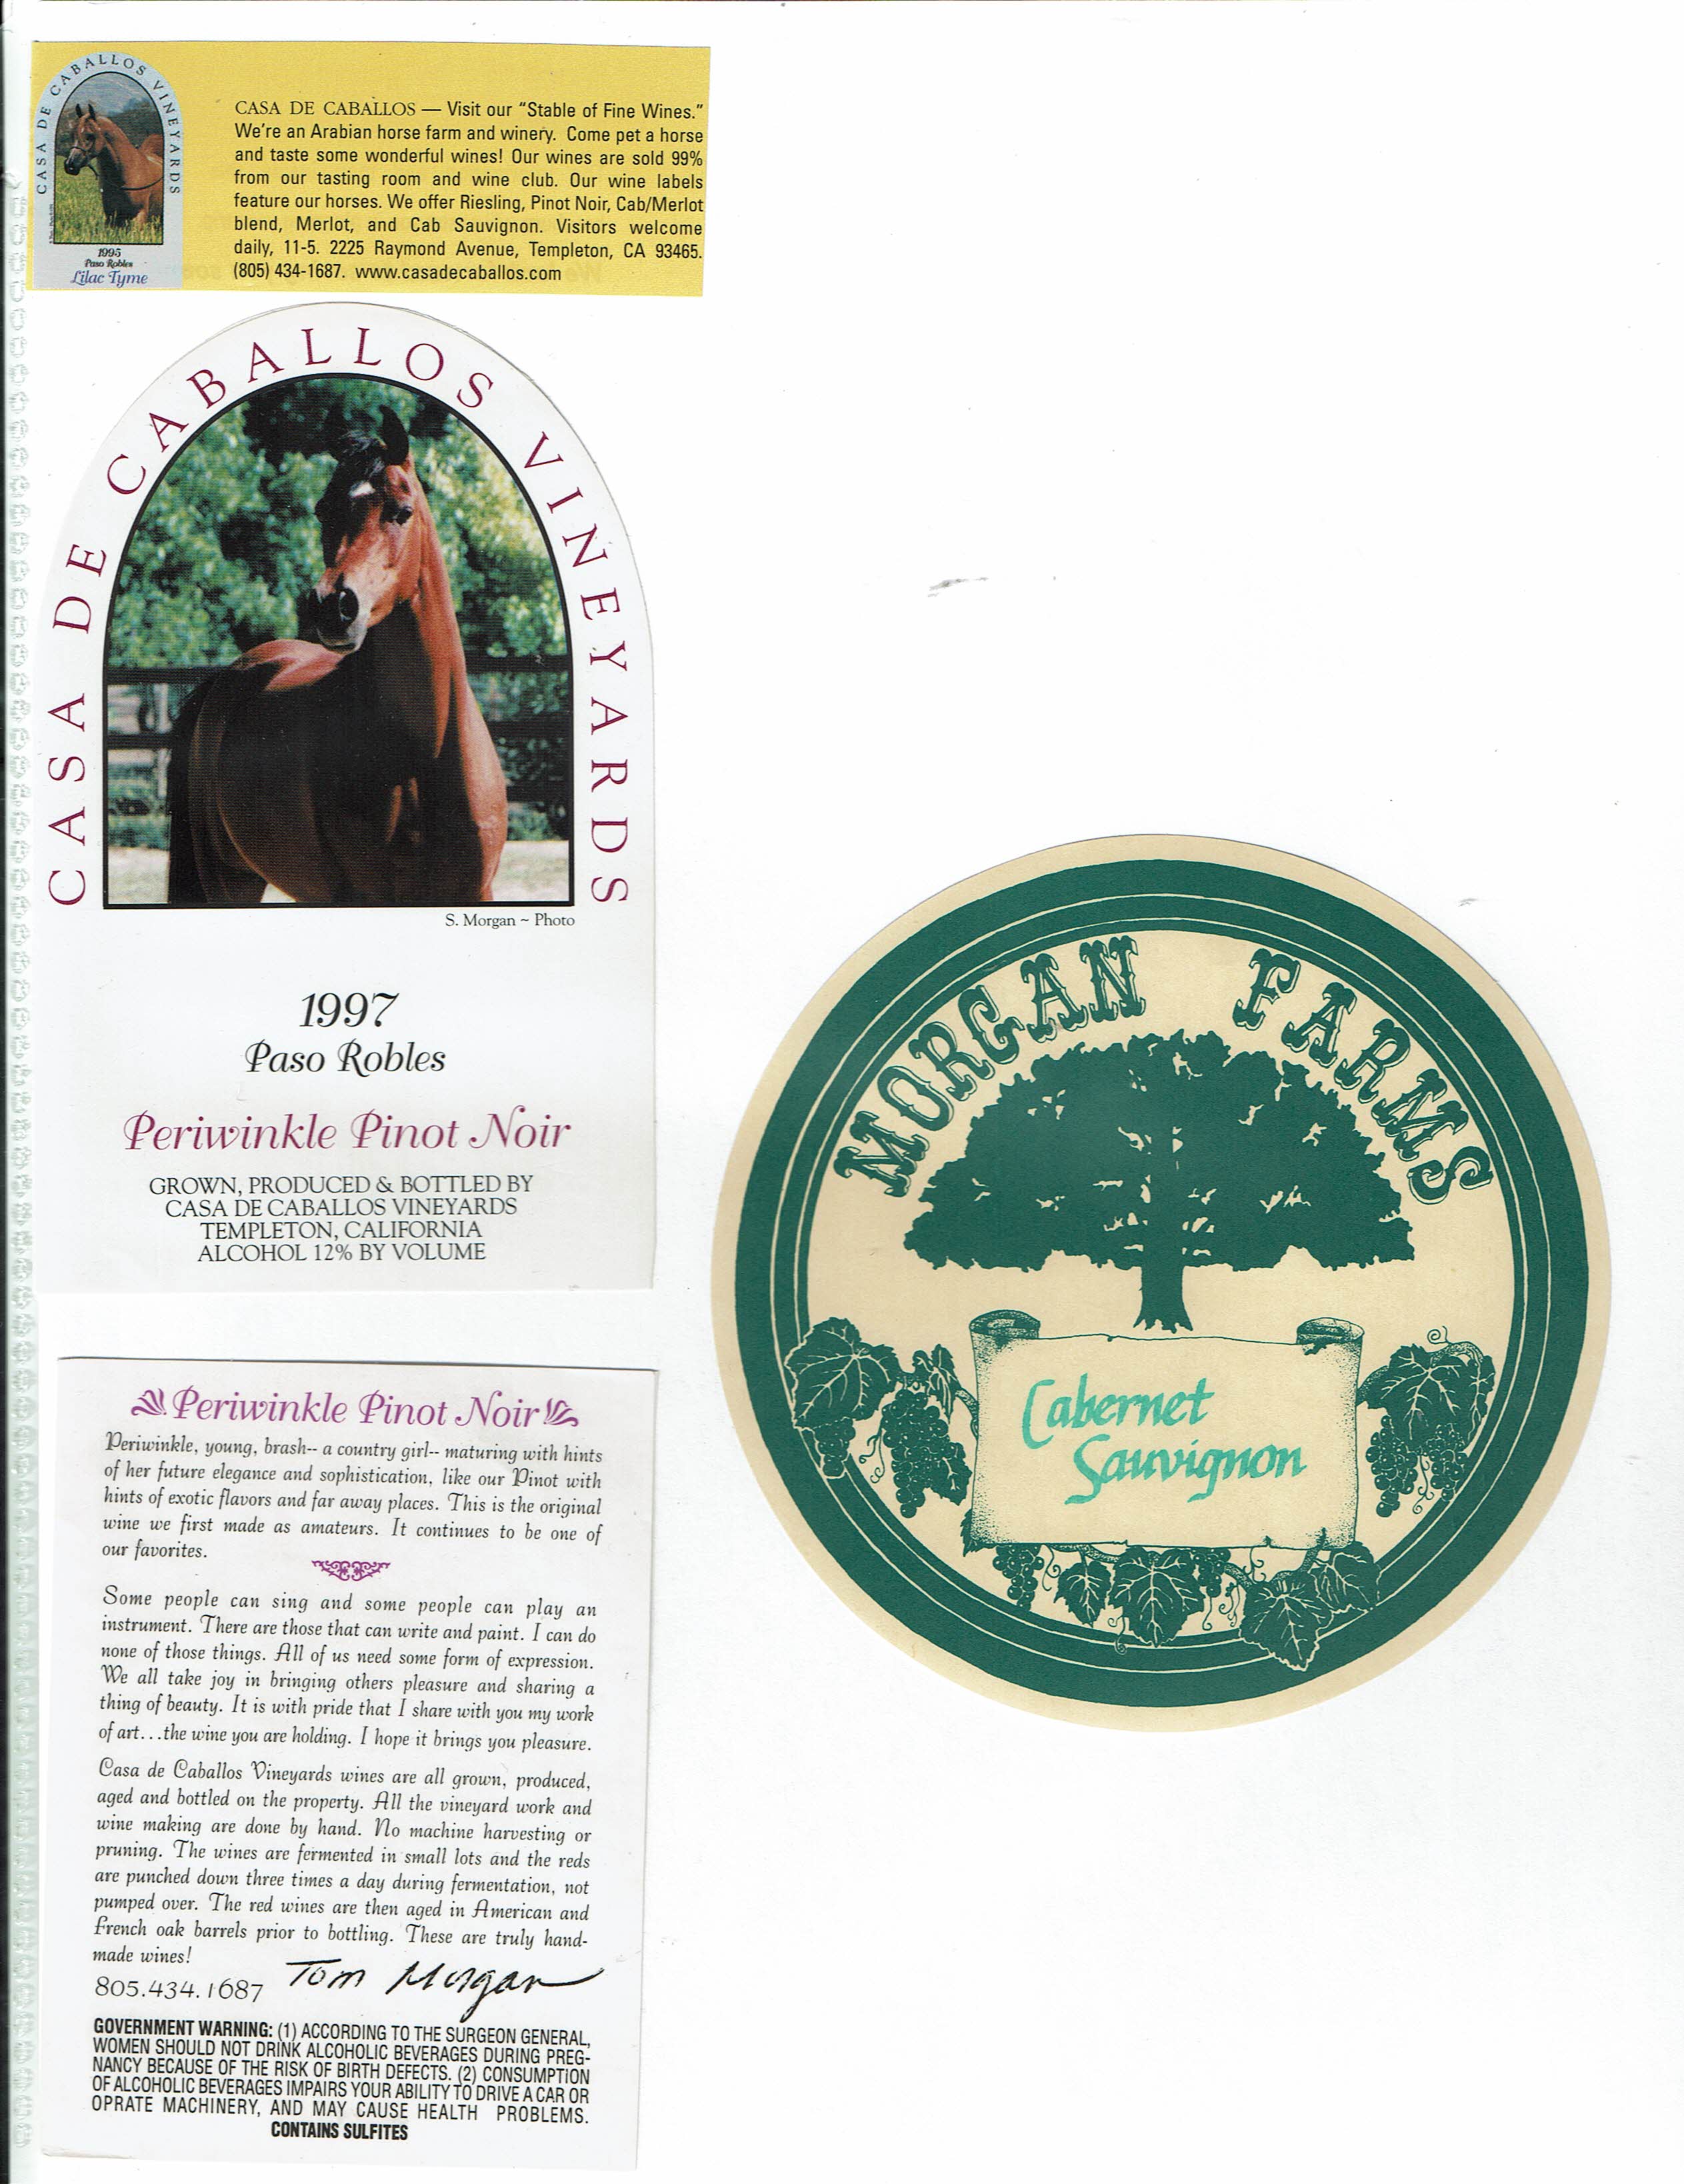 CASA DE CABALLOS VINEYARDS
1995
Paso Robles
Lilac Tyme
CASA DE CABALLOS — Visit our “Stable of Fine Wines.”
We’re an Arabian horse farm and winery. Come pet a horse
and taste some wonderful wines! Our wines are sold 99%
from our tasting room and wine club. Our wine labels
feature our horses. We offer Riesling, Pinot Noir, Cab/Merlot
blend, Merlot, and Cab Sauvignon. Visitors welcome
daily, 11-5. 2225 Raymond Avenue, Templeton, CA 93465.
(805) 434-1687. www.casadecaballos.com
CASA DE CABALLOS VINEYARDS
S. Morgan ~ Photo
1997
Paso Robles
Periwinkle Pinot Noir
GROWN, PRODUCED & BOTTLED BY
CASA DE CABALLOS VINEYARDS
TEMPLETON, CALIFORNIA
ALCOHOL 12% BY VOLUME
Periwinkle Pinot Noir
Periwinkle, young, brash-- a country girl-- maturing with hints
of her future elegance and sophistication, like our Pinot with
hints of exotic flavors and far away places. This is the original
wine we first made as amateurs. It continues to be one of
our favorites.
Some people can sing and some people can play an
instrument. There are those that can write and paint. I can do
none of those things. All of us need some form of expression.
We all take joy in bringing others pleasure and sharing a
thing of beauty. It is with pride that I share with you my work
of art...the wine you are holding. I hope it brings you pleasure.
Casa de Caballos Vineyards wines are all grown, produced,
aged and bottled on the property. All the vineyard work and
wine making are done by hand. No machine harvesting or
pruning. The wines are fermented in small lots and the reds
are punched down three times a day during fermentation, not
pumped over. The red wines are then aged in American and
French oak barrels prior to bottling. These are truly hand-
made wines!
805.434.1687 Tom Morgan
GOVERNMENT WARNING: (1) ACCORDING TO THE SURGEON GENERAL,
WOMEN SHOULD NOT DRINK ALCOHOLIC BEVERAGES DURING PREG-
NANCY BECAUSE OF THE RISK OF BIRTH DEFECTS. (2) CONSUMPTION
OF ALCOHOLIC BEVERAGES IMPAIRS YOUR ABILITY TO DRIVE A CAR OR
OPRATE MACHINERY, AND MAY CAUSE HEALTH PROBLEMS.
CONTAINS SULFITES
MORGAN FARMS
Cabernet
Sauvignon